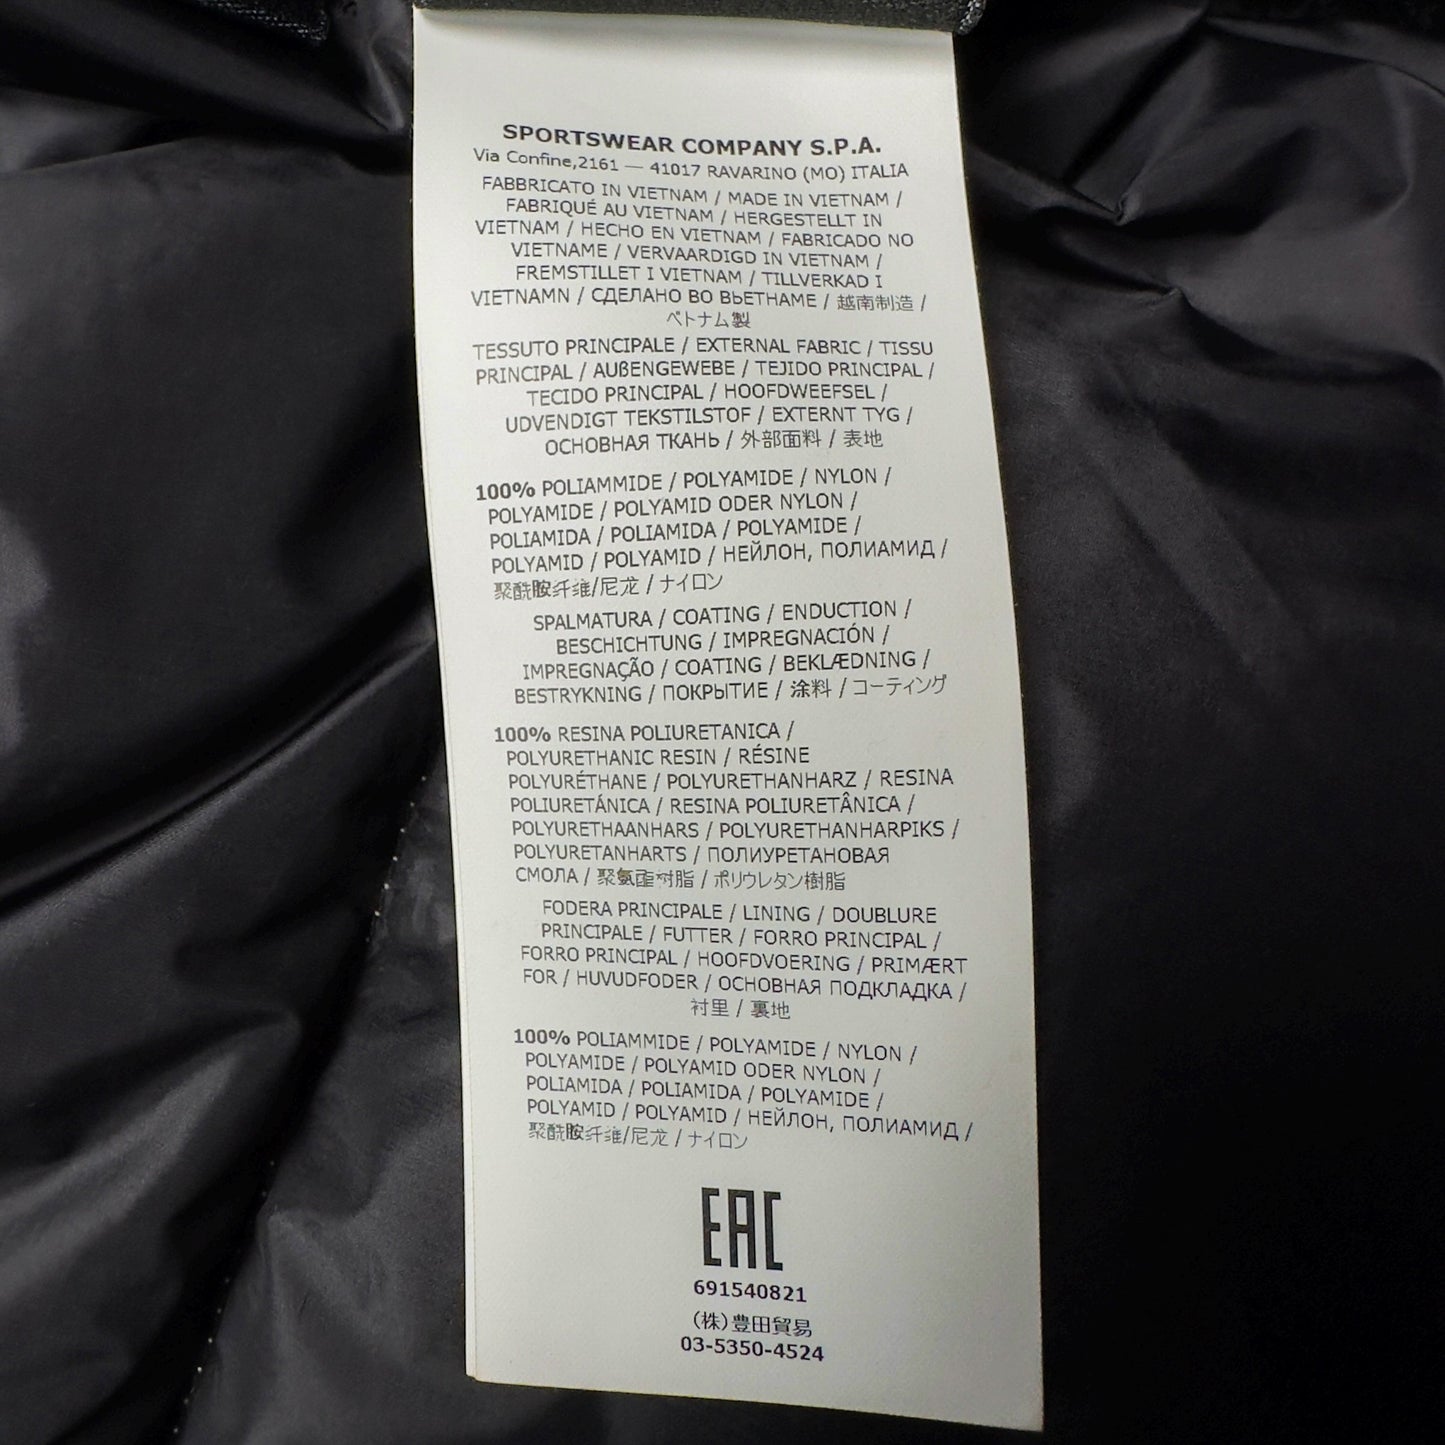 SPORTSWEAR COMPANY S.P.A.
Via Confine,2161 — 41017 RAVARINO (MO) ITALIA
FABBRICATO IN VIETNAM / MADE IN VIETNAM /
FABRIQUÉ AU VIETNAM / HERGESTELLT IN
VIETNAM / HECHO EN VIETNAM / FABRICADO NO
VIETNAME / VERVAARDIGD IN VIETNAM /
FREMSTILLET I VIETNAM / TILLVERKAD I
VIETNAMN / СДЕЛАНО ВО ВЬЕТНАМЕ / 越南制造 /
ベトナム製
TESSUTO PRINCIPALE / EXTERNAL FABRIC / TISSU
PRINCIPAL / AUßENGEWEBE / TEJIDO PRINCIPAL /
TECIDO PRINCIPAL / HOOFDWEEFSEL /
UDVENDIGT TEKSTILSTOF / EXTERNT TYG /
ОСНОВНАЯ ТКАНЬ / 外部面料 / 表地
100% POLIAMMIDE / POLYAMIDE / NYLON /
POLYAMIDE / POLYAMID ODER NYLON /
POLIAMIDA / POLIAMIDA / POLYAMIDE /
POLYAMID / POLYAMID / НЕЙЛОН, ПОЛИАМИД /
聚酰胺纤维/尼龙 / ナイロン
SPALMATURA / COATING / ENDUCTION /
BESCHICHTUNG / IMPREGNACIÓN /
IMPREGNAÇÃO / COATING / BEKLÆDNING /
BESTRYKNING / ПОКРЫТИЕ / 涂料 / コーティング
100% RESINA POLIURETANICA /
POLYURETHANIC RESIN / RÉSINE
POLYURÉTHANE / POLYURETHANHARZ / RESINA
POLIURETÁNICA / RESINA POLIURETÂNICA /
POLYURETHAANHARS / POLYURETHANHARPIKS /
POLYURETANHARTS / ПОЛИУРЕТАНОВАЯ
СМОЛА / 聚氨酯树脂 / ポリウレタン樹脂
FODERA PRINCIPALE / LINING / DOUBLURE
PRINCIPALE / FUTTER / FORRO PRINCIPAL /
FORRO PRINCIPAL / HOOFDVOERING / PRIMÆRT
FOR / HUVUDFODER / ОСНОВНАЯ ПОДКЛАДКА /
衬里 / 裏地
100% POLIAMMIDE / POLYAMIDE / NYLON /
POLYAMIDE / POLYAMID ODER NYLON /
POLIAMIDA / POLIAMIDA / POLYAMIDE /
POLYAMID / POLYAMID / НЕЙЛОН, ПОЛИАМИД /
聚酰胺纤维/尼龙 / ナイロン
EAC
691540821
(株)豊田貿易
03-5350-4524